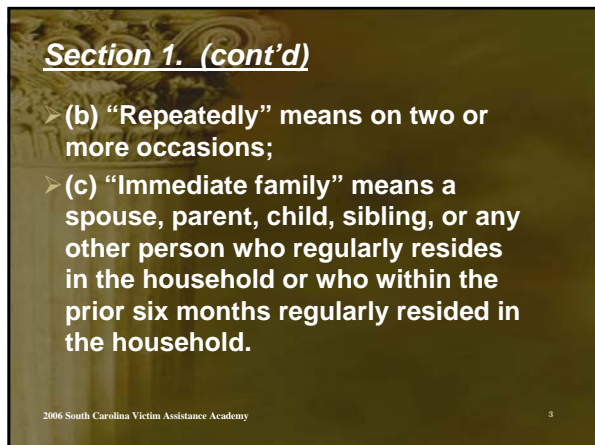 Section 1.  (cont’d)
➢(b) “Repeatedly” means on two or
more occasions;
➢(c) “Immediate family” means a
spouse, parent, child, sibling, or any
other person who regularly resides
in the household or who within the
prior six months regularly resided in
the household.
2006 South Carolina Victim Assistance Academy
3